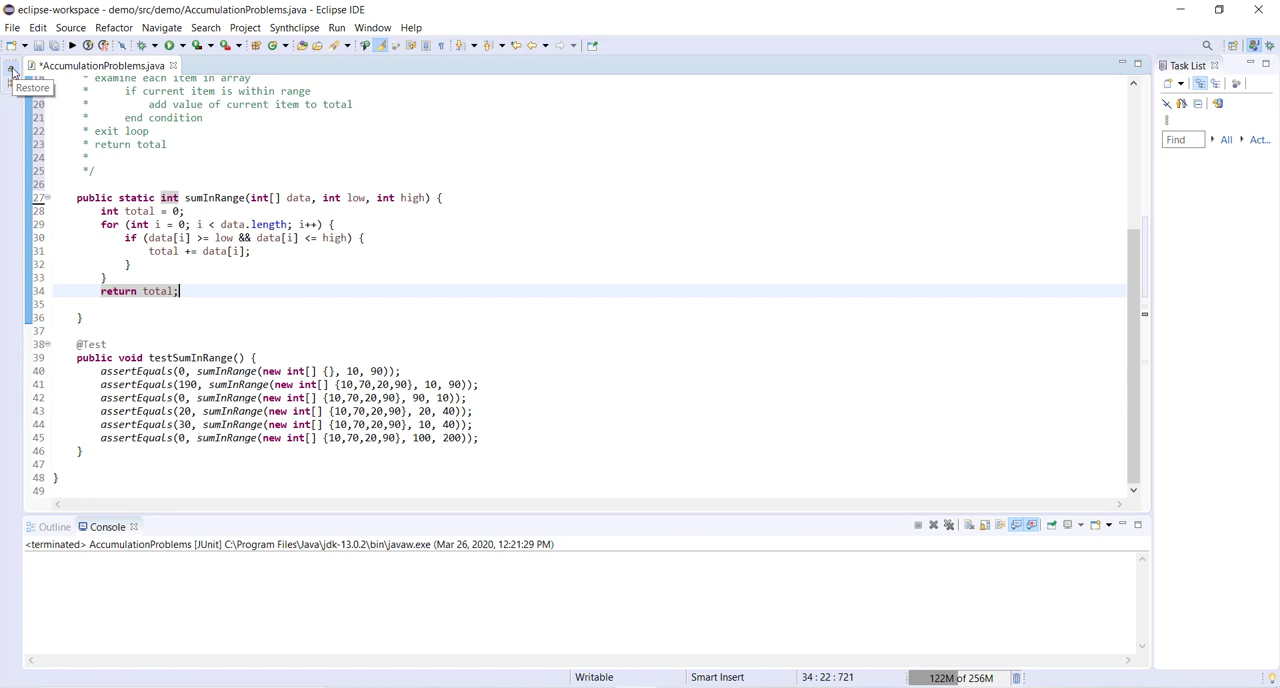 eclipse-workspace - demo/src/demo/AccumulationProblems.java - Eclipse IDE
File Edit Source Refactor Navigate Search Project Synthclipse Run Window Help
*AccumulationProblems.java
Task List
Restore
* examine each item in array
* if current item is within range
20 * add value of current item to total
21 * end condition
22 * exit loop
23 * return total
24 *
25 */
26
27 public static int sumInRange(int[] data, int low, int high) {
28 int total = 0;
29 for (int i = 0; i < data.length; i++) {
30 if (data[i] >= low && data[i] <= high) {
31 total += data[i];
32 }
33 }
34 return total;
35
36 }
37
38 @Test
39 public void testSumInRange() {
40 assertEquals(0, sumInRange(new int[] {}, 10, 90));
41 assertEquals(190, sumInRange(new int[] {10,70,20,90}, 10, 90));
42 assertEquals(0, sumInRange(new int[] {10,70,20,90}, 90, 10));
43 assertEquals(20, sumInRange(new int[] {10,70,20,90}, 20, 40));
44 assertEquals(30, sumInRange(new int[] {10,70,20,90}, 10, 40));
45 assertEquals(0, sumInRange(new int[] {10,70,20,90}, 100, 200));
46 }
47
48 }
49
Find All Act...
Outline Console
<terminated> AccumulationProblems [JUnit] C:\Program Files\Java\jdk-13.0.2\bin\javaw.exe (Mar 26, 2020, 12:21:29 PM)
Writable Smart Insert 34 : 22 : 721 122M of 256M